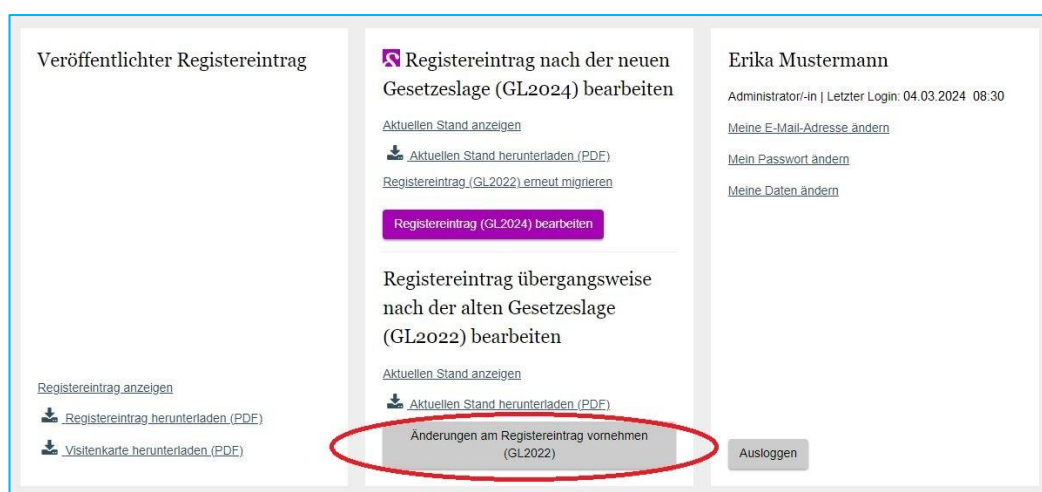 Veröffentlichter Registereintrag
Registereintrag anzeigen
Registereintrag herunterladen (PDF)
Visitenkarte herunterladen (PDF)
Registereintrag nach der neuen
Gesetzeslage (GL2024) bearbeiten
Aktuellen Stand anzeigen
Aktuellen Stand herunterladen (PDF)
Registereintrag (GL2022) erneut migrieren
Registereintrag (GL2024) bearbeiten
Registereintrag übergangsweise
nach der alten Gesetzeslage
(GL2022) bearbeiten
Aktuellen Stand anzeigen
Aktuellen Stand herunterladen (PDF)
Änderungen am Registereintrag vornehmen
(GL2022)
Erika Mustermann
Administrator/-in | Letzter Login: 04.03.2024 08:30
Meine E-Mail-Adresse ändern
Mein Passwort ändern
Meine Daten ändern
Ausloggen